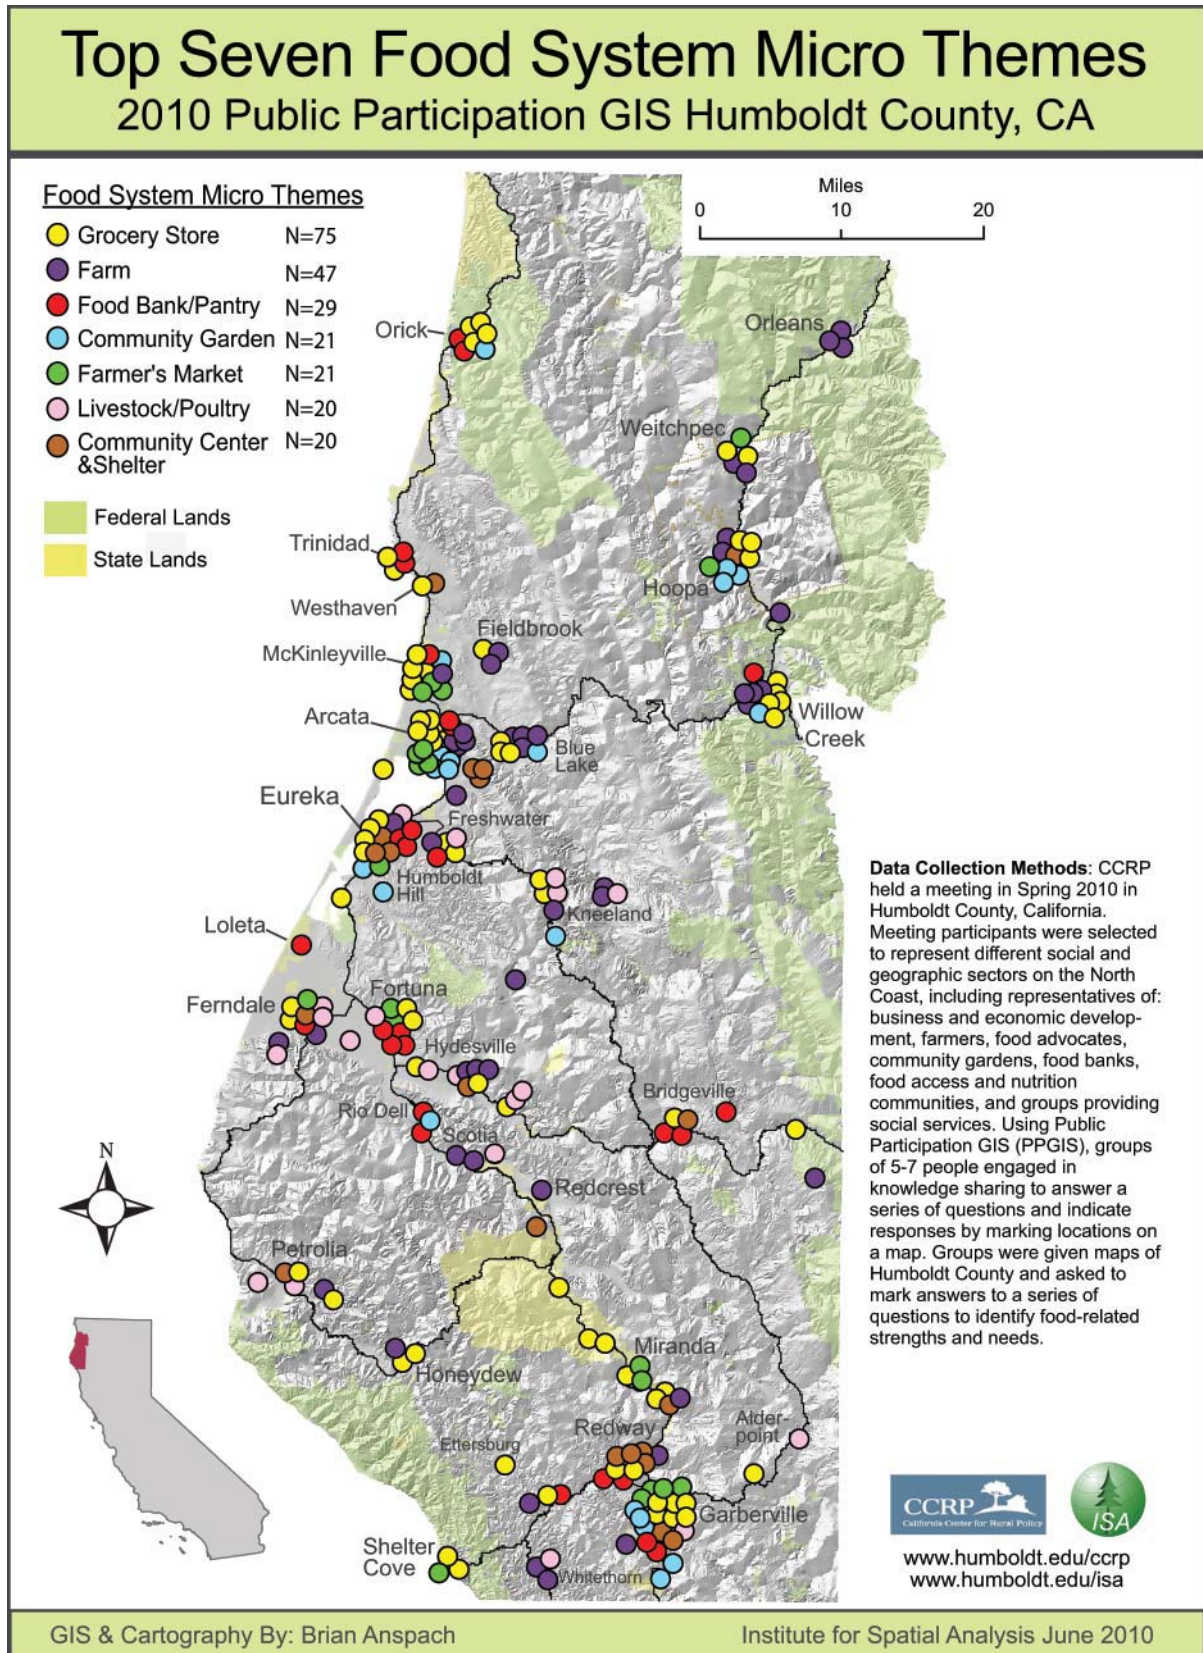 Top Seven Food System Micro Themes
2010 Public Participation GIS Humboldt County, CA
Food System Micro Themes
Grocery Store N=75
Farm N=47
Food Bank/Pantry N=29
Community Garden N=21
Farmer's Market N=21
Livestock/Poultry N=20
Community Center N=20
&Shelter
Federal Lands
State Lands
Miles
0 10 20
Orick
Orleans
Weitchpec
Trinidad
Hoopa
Westhaven
Fieldbrook
McKinleyville
Arcata
Willow
Creek
Blue
Lake
Eureka
Freshwater
Humboldt
Hill
Kneeland
Loleta
Ferndale
Fortuna
Hydesville
Bridgeville
Rio Dell
Scotia
Redcrest
N
Petrolia
Miranda
Honeydew
Redway
Alder-
point
Ettersburg
Garberville
Shelter
Cove
Whitethorn
Data Collection Methods: CCRP
held a meeting in Spring 2010 in
Humboldt County, California.
Meeting participants were selected
to represent different social and
geographic sectors on the North
Coast, including representatives of:
business and economic develop-
ment, farmers, food advocates,
community gardens, food banks,
food access and nutrition
communities, and groups providing
social services. Using Public
Participation GIS (PPGIS), groups
of 5-7 people engaged in
knowledge sharing to answer a
series of questions and indicate
responses by marking locations on
a map. Groups were given maps of
Humboldt County and asked to
mark answers to a series of
questions to identify food-related
strengths and needs.
CCRP
California Center for Rural Policy
ISA
www.humboldt.edu/ccrp
www.humboldt.edu/isa
GIS & Cartography By: Brian Anspach
Institute for Spatial Analysis June 2010